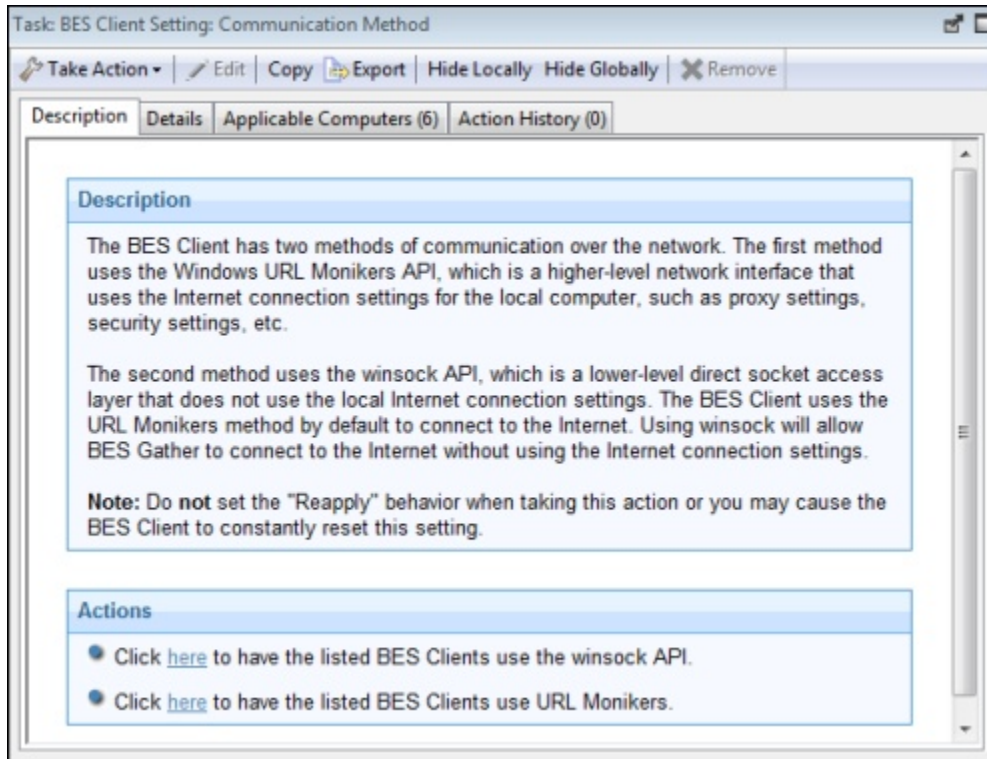 Task: BES Client Setting: Communication Method
Take Action Edit Copy Export Hide Locally Hide Globally Remove
Description Details Applicable Computers (6) Action History (0)
Description
The BES Client has two methods of communication over the network. The first method
uses the Windows URL Monikers API, which is a higher-level network interface that
uses the Internet connection settings for the local computer, such as proxy settings,
security settings, etc.
The second method uses the winsock API, which is a lower-level direct socket access
layer that does not use the local Internet connection settings. The BES Client uses the
URL Monikers method by default to connect to the Internet. Using winsock will allow
BES Gather to connect to the Internet without using the Internet connection settings.
Note: Do not set the "Reapply" behavior when taking this action or you may cause the
BES Client to constantly reset this setting.
Actions
Click here to have the listed BES Clients use the winsock API.
Click here to have the listed BES Clients use URL Monikers.